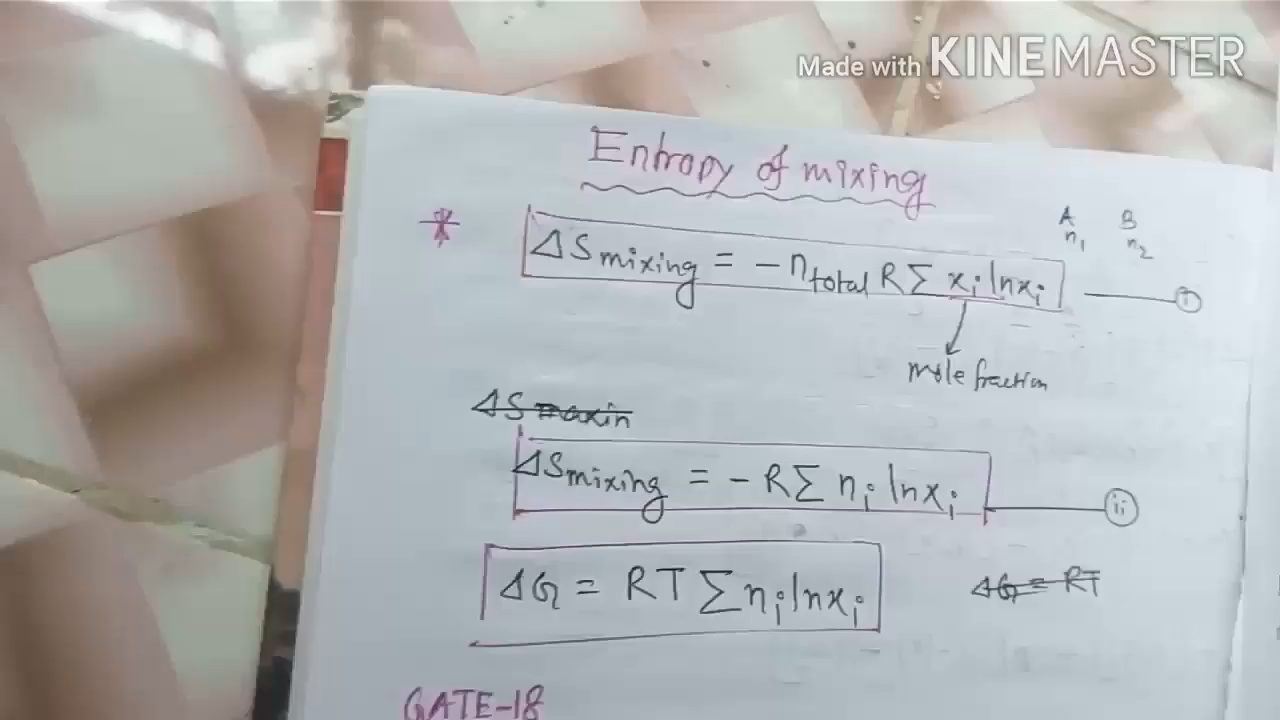 Made with KINEMASTER
Entropy of mixing
A B
n₁ n₂
* ΔS mixing = - n total R Σ xᵢ ln xᵢ —— (i)
mole fraction
ΔS maxin
ΔS mixing = - R Σ nᵢ ln xᵢ —— (ii)
ΔG = RT Σ nᵢ ln xᵢ ΔG = RT
GATE-18